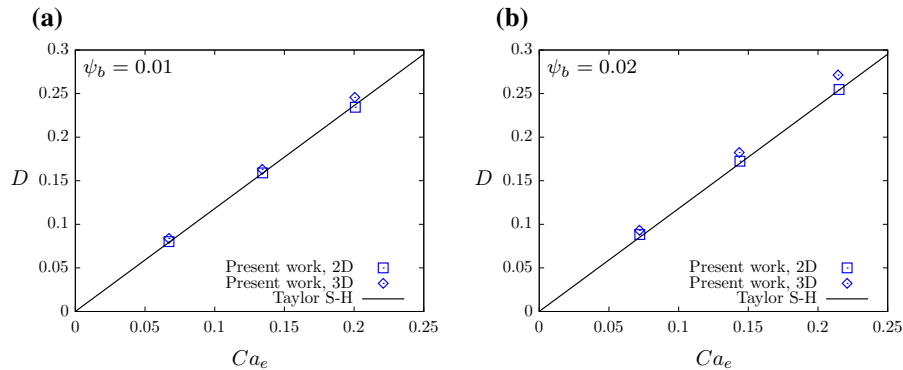 (a)
ψ_b = 0.01
0.3
0.25
0.2
0.15
0.1
0.05
0
D
Present work, 2D
Present work, 3D
Taylor S-H
0 0.05 0.1 0.15 0.2 0.25
Ca_e
(b)
ψ_b = 0.02
0.3
0.25
0.2
0.15
0.1
0.05
0
D
Present work, 2D
Present work, 3D
Taylor S-H
0 0.05 0.1 0.15 0.2 0.25
Ca_e